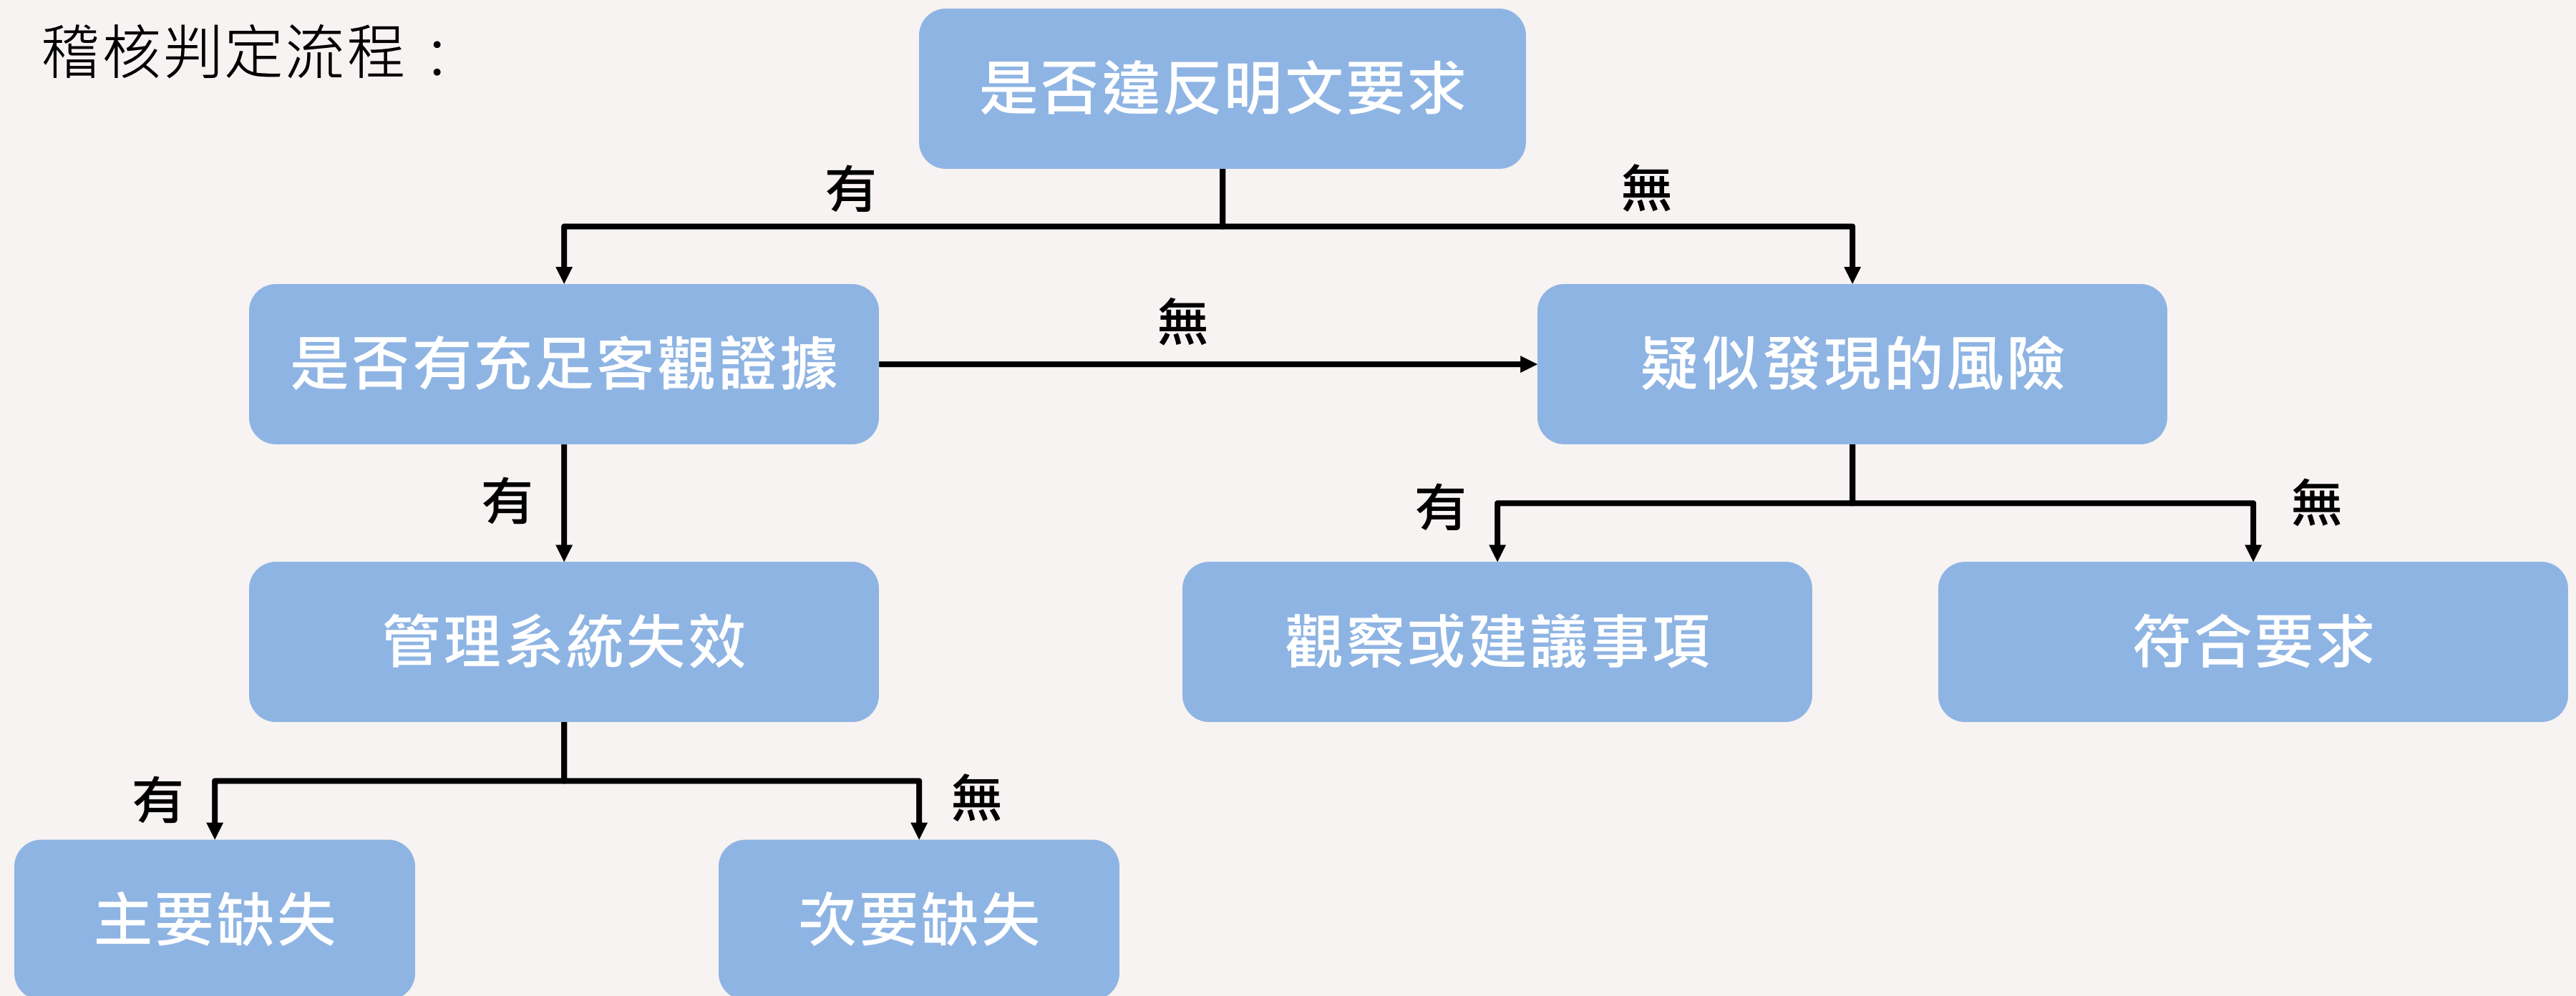 稽核判定流程：
是否違反明文要求
有
無
是否有充足客觀證據
無
疑似發現的風險
有
有
無
管理系統失效
觀察或建議事項
符合要求
有
無
主要缺失
次要缺失